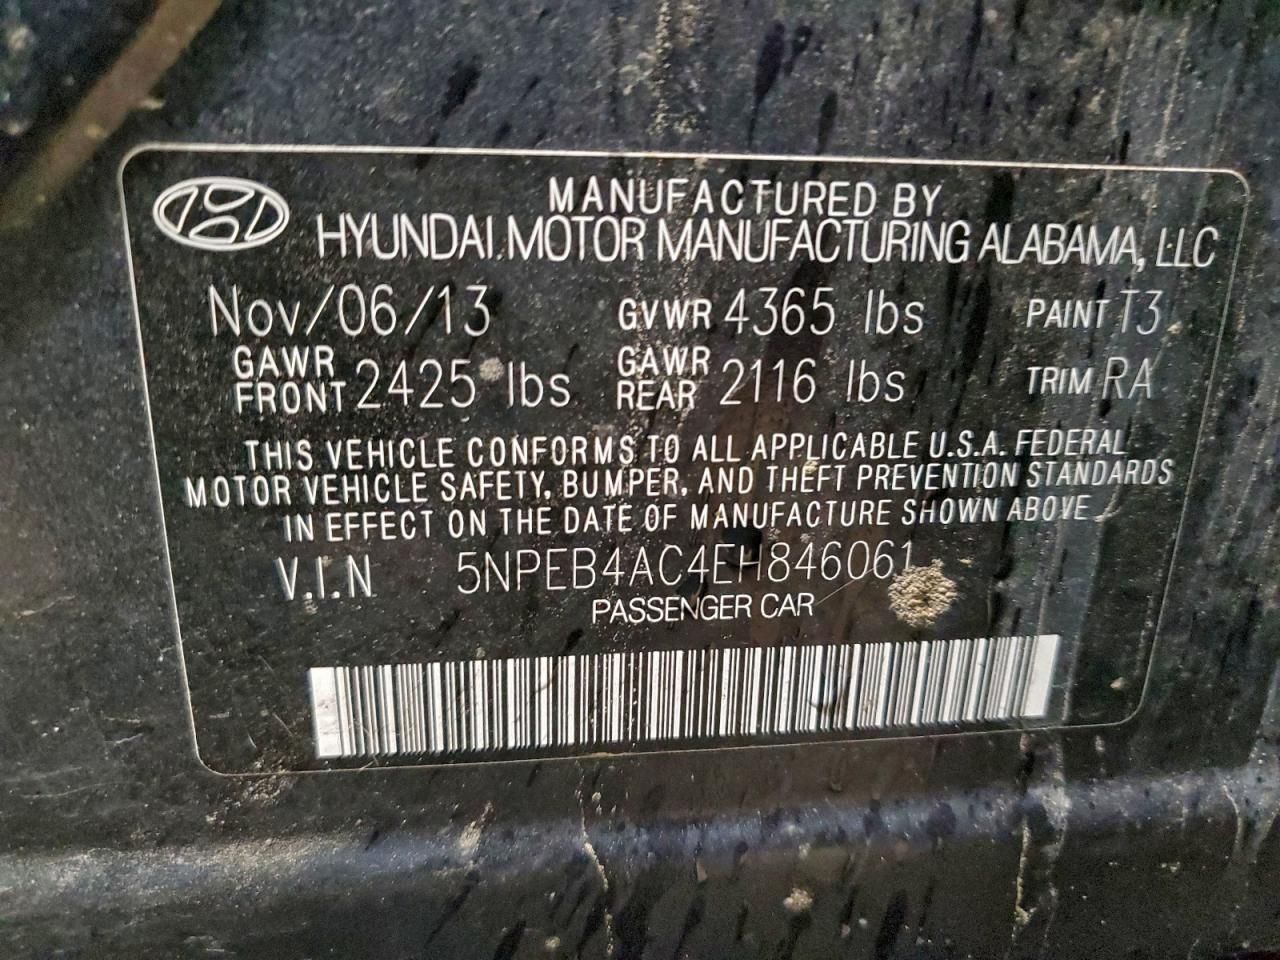 MANUFACTURED BY
HYUNDAI MOTOR MANUFACTURING ALABAMA, LLC
Nov/06/13 GVWR 4365 lbs PAINT T3
GAWR FRONT 2425 lbs GAWR REAR 2116 lbs TRIM RA
THIS VEHICLE CONFORMS TO ALL APPLICABLE U.S.A. FEDERAL
MOTOR VEHICLE SAFETY, BUMPER, AND THEFT PREVENTION STANDARDS
IN EFFECT ON THE DATE OF MANUFACTURE SHOWN ABOVE
V.I.N 5NPEB4AC4EH846061
PASSENGER CAR